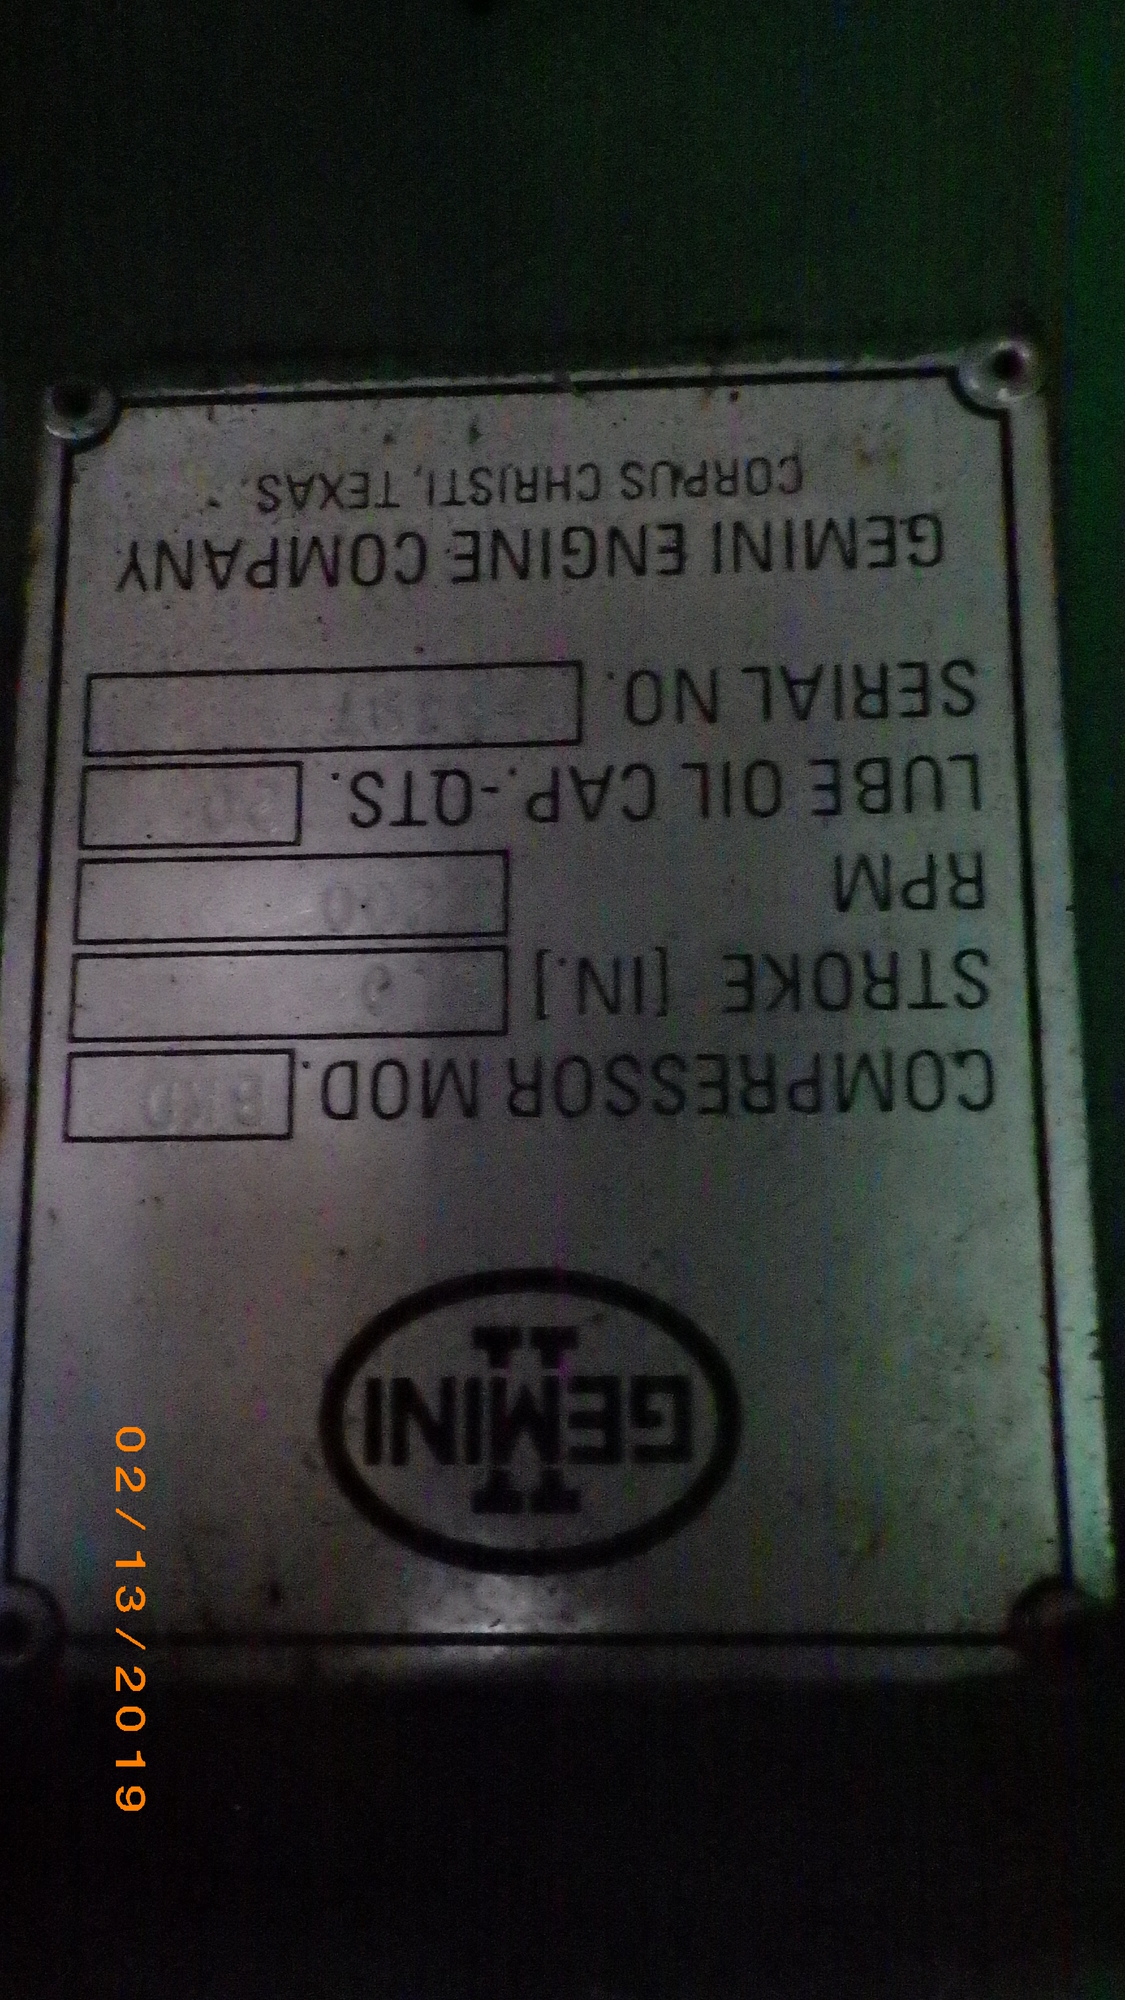 GEMINI
II
COMPRESSOR MOD.
STROKE [IN.]
RPM
LUBE OIL CAP.-QTS.
SERIAL NO.
GEMINI ENGINE COMPANY
CORPUS CHRISTI, TEXAS
02/13/2019